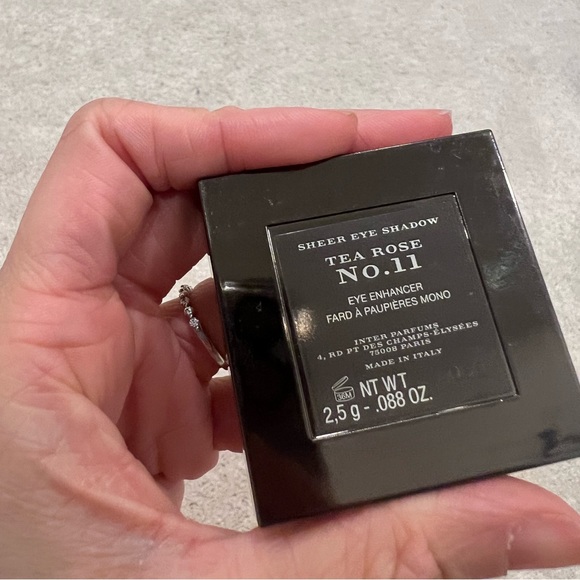 SHEER EYE SHADOW
TEA ROSE
No.11
EYE ENHANCER
FARD À PAUPIÈRES MONO
INTER PARFUMS
4, RD PT DES CHAMPS-ÉLYSÉES
75008 PARIS
MADE IN ITALY
36M NT WT
2,5 g - .088 OZ.